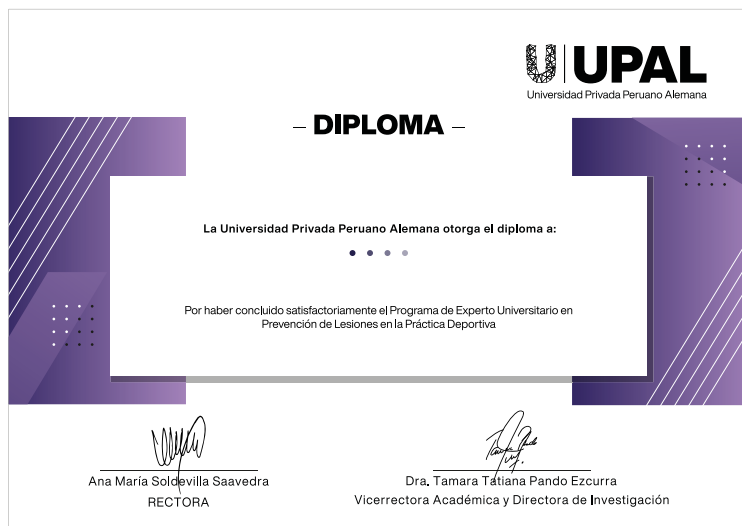 UPAL
Universidad Privada Peruano Alemana
– DIPLOMA –
La Universidad Privada Peruano Alemana otorga el diploma a:
Por haber concluido satisfactoriamente el Programa de Experto Universitario en
Prevención de Lesiones en la Práctica Deportiva
Ana María Soldevilla Saavedra
RECTORA
Dra. Tamara Tatiana Pando Ezcurra
Vicerrectora Académica y Directora de Investigación